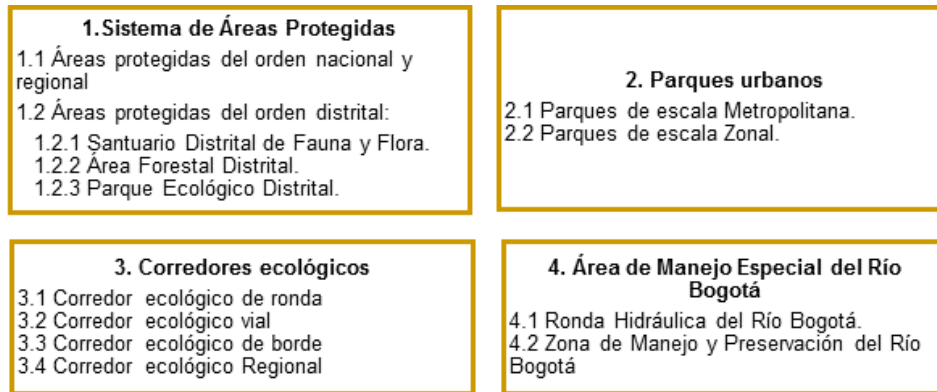 1.Sistema de Áreas Protegidas
1.1 Áreas protegidas del orden nacional y
regional
1.2 Áreas protegidas del orden distrital:
1.2.1 Santuario Distrital de Fauna y Flora.
1.2.2 Área Forestal Distrital.
1.2.3 Parque Ecológico Distrital.
2. Parques urbanos
2.1 Parques de escala Metropolitana.
2.2 Parques de escala Zonal.
3. Corredores ecológicos
3.1 Corredor ecológico de ronda
3.2 Corredor ecológico vial
3.3 Corredor ecológico de borde
3.4 Corredor ecológico Regional
4. Área de Manejo Especial del Río
Bogotá
4.1 Ronda Hidráulica del Río Bogotá.
4.2 Zona de Manejo y Preservación del Río
Bogotá